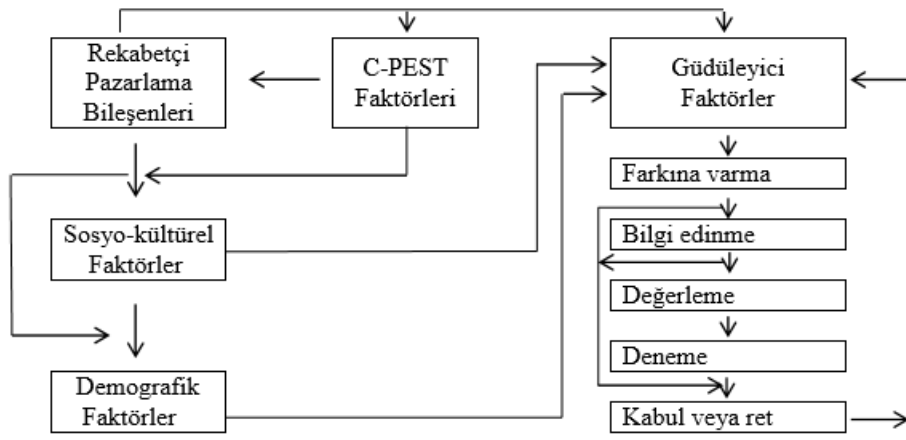 Rekabetçi
Pazarlama
Bileşenleri
C-PEST
Faktörleri
Güdüleyici
Faktörler
Farkına varma
Sosyo-kültürel
Faktörler
Bilgi edinme
Değerleme
Deneme
Demografik
Faktörler
Kabul veya ret